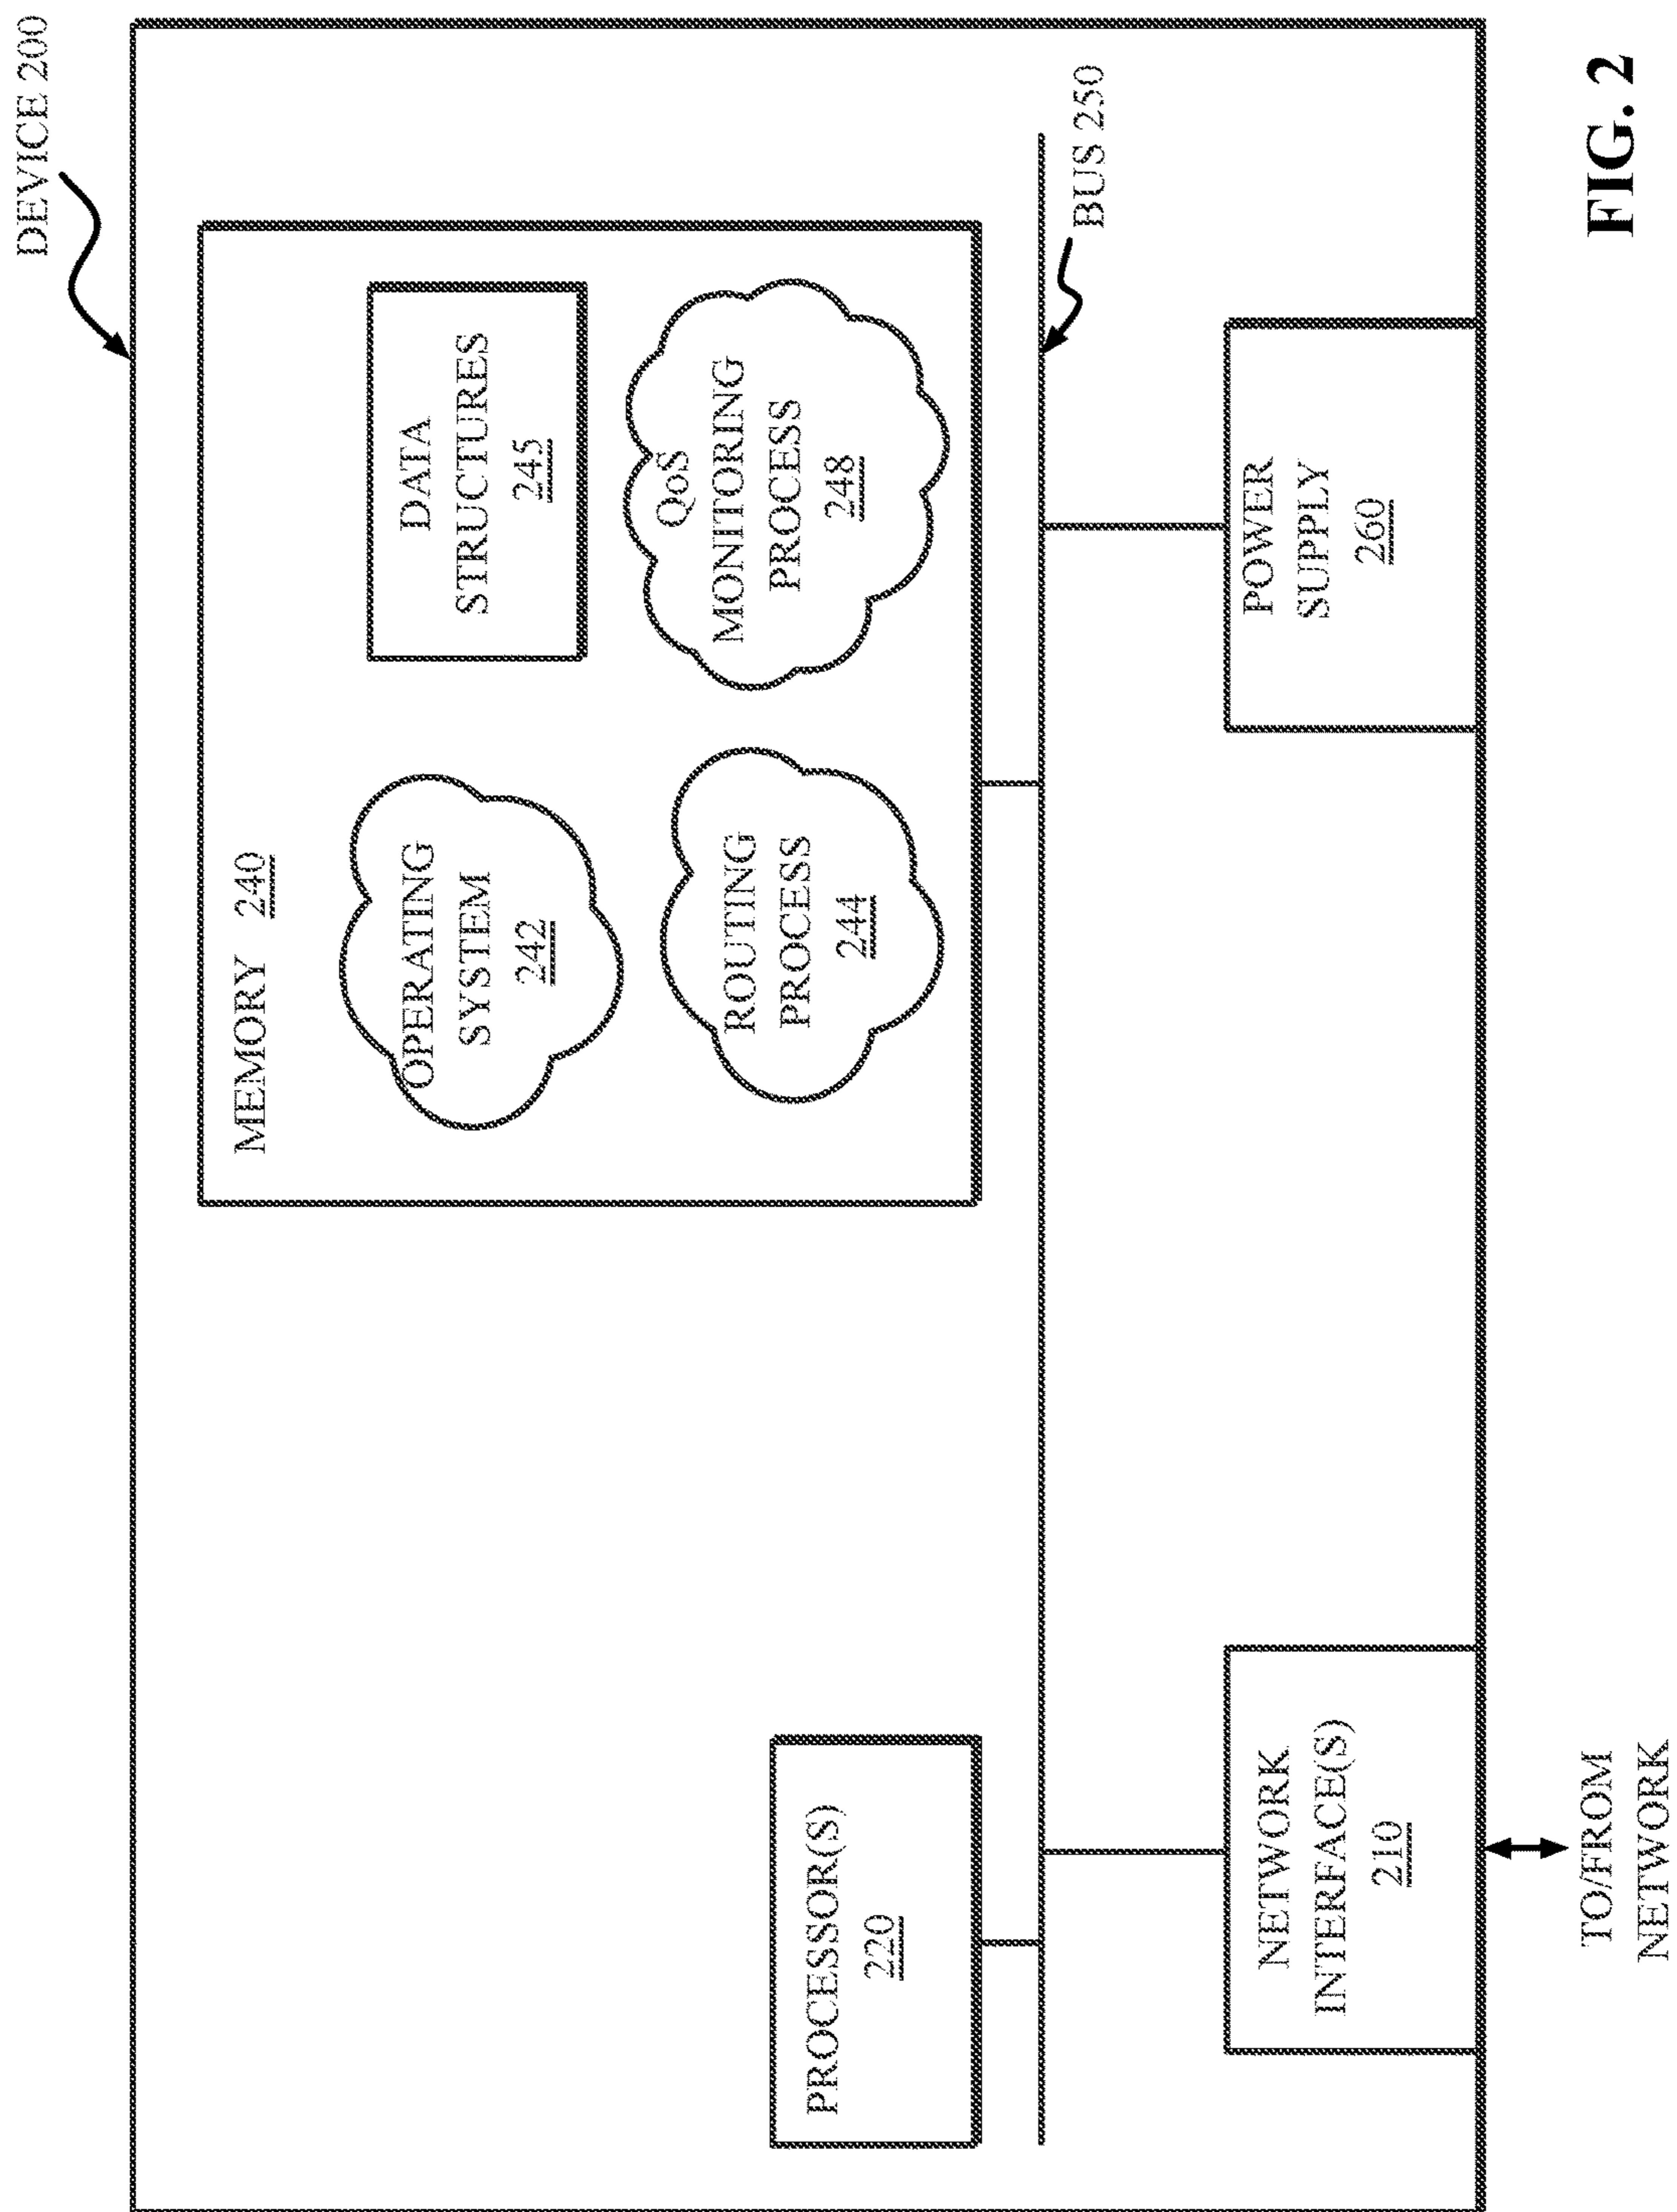 DEVICE 200
MEMORY 240
OPERATING
SYSTEM
242
DATA
STRUCTURES
245
ROUTING
PROCESS
244
QoS
MONITORING
PROCESS
248
PROCESSOR(S)
220
BUS 250
NETWORK
INTERFACE(S)
210
POWER
SUPPLY
260
TO/FROM
NETWORK
FIG. 2